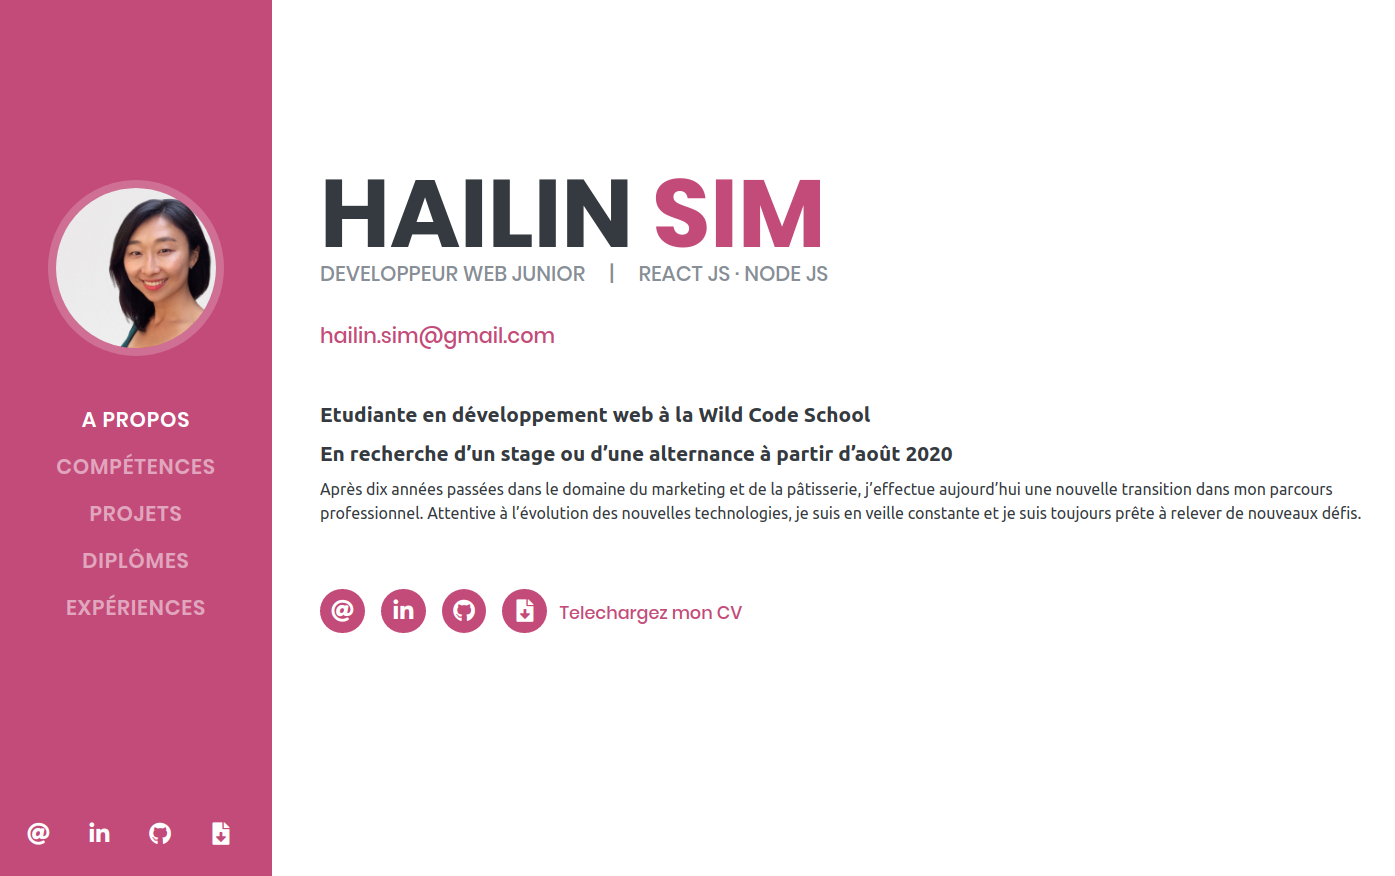 A PROPOS
COMPÉTENCES
PROJETS
DIPLÔMES
EXPÉRIENCES
HAILIN SIM
DEVELOPPEUR WEB JUNIOR | REACT JS · NODE JS
hailin.sim@gmail.com
Etudiante en développement web à la Wild Code School
En recherche d’un stage ou d’une alternance à partir d’août 2020
Après dix années passées dans le domaine du marketing et de la pâtisserie, j’effectue aujourd’hui une nouvelle transition dans mon parcours
professionnel. Attentive à l’évolution des nouvelles technologies, je suis en veille constante et je suis toujours prête à relever de nouveaux défis.
Telechargez mon CV